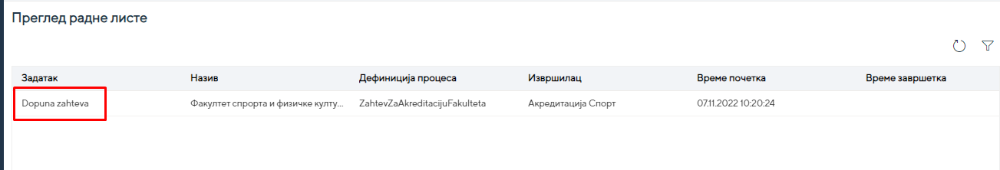 Преглед радне листе
Задатак Назив Дефиниција процеса Извршилац Време почетка Време завршетка
Dopuna zahteva Факултет спрорта и физичке култу... ZahtevZaAkreditacijuFakulteta Акредитација Спорт 07.11.2022 10:20:24